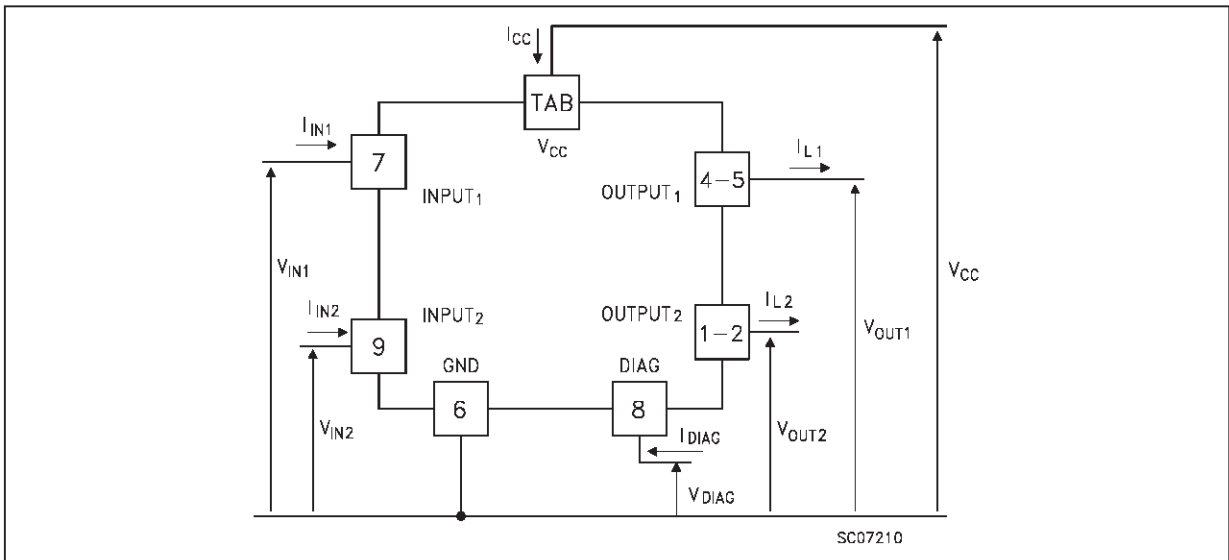 I_CC
TAB
V_CC
I_IN1
7
INPUT_1
4-5
OUTPUT_1
I_L1
V_IN1
V_CC
I_IN2
9
INPUT_2
OUTPUT_2
1-2
I_L2
V_OUT1
GND
6
DIAG
8
I_DIAG
V_IN2
V_OUT2
V_DIAG
SC07210